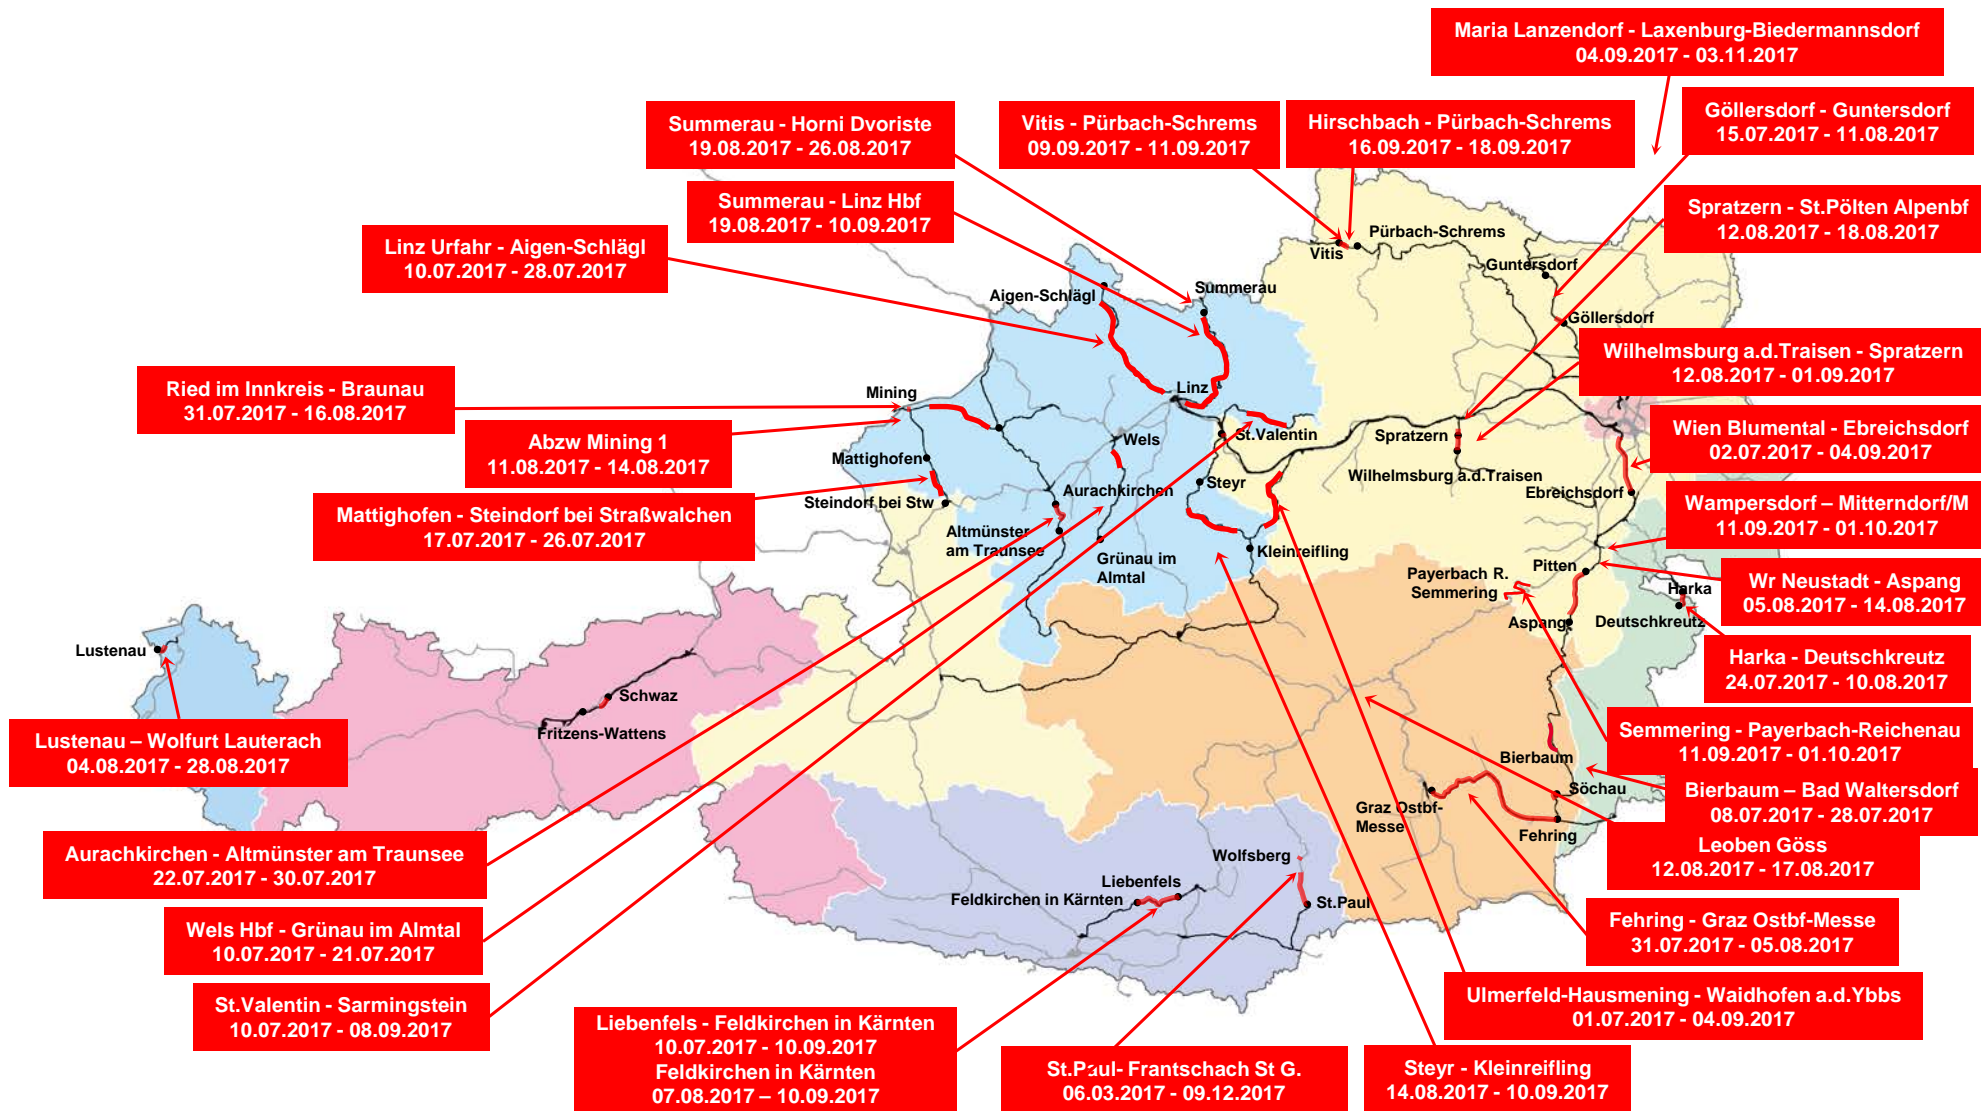 Maria Lanzendorf - Laxenburg-Biedermannsdorf
04.09.2017 - 03.11.2017
Göllersdorf - Guntersdorf
15.07.2017 - 11.08.2017
Summerau - Horni Dvoriste
19.08.2017 - 26.08.2017
Vitis - Pürbach-Schrems
09.09.2017 - 11.09.2017
Hirschbach - Pürbach-Schrems
16.09.2017 - 18.09.2017
Summerau - Linz Hbf
19.08.2017 - 10.09.2017
Spratzern - St.Pölten Alpenbf
12.08.2017 - 18.08.2017
Linz Urfahr - Aigen-Schlägl
10.07.2017 - 28.07.2017
Pürbach-Schrems
Vitis
Guntersdorf
Aigen-Schlägl
Summerau
Göllersdorf
Wilhelmsburg a.d.Traisen - Spratzern
12.08.2017 - 01.09.2017
Ried im Innkreis - Braunau
31.07.2017 - 16.08.2017
Mining
Linz
Abzw Mining 1
11.08.2017 - 14.08.2017
Wels
St.Valentin
Spratzern
Wien Blumental - Ebreichsdorf
02.07.2017 - 04.09.2017
Mattighofen
Wilhelmsburg a.d.Traisen
Steyr
Aurachkirchen
Ebreichsdorf
Steindorf bei Stw
Wampersdorf – Mitterndorf/M
11.09.2017 - 01.10.2017
Mattighofen - Steindorf bei Straßwalchen
17.07.2017 - 26.07.2017
Altmünster
am Traunsee
Grünau im
Almtal
Kleinreifling
Pitten
Payerbach R.
Semmering
Wr Neustadt - Aspang
05.08.2017 - 14.08.2017
Harka
Aspang
Deutschkreutz
Lustenau
Harka - Deutschkreutz
24.07.2017 - 10.08.2017
Schwaz
Fritzens-Wattens
Lustenau – Wolfurt Lauterach
04.08.2017 - 28.08.2017
Semmering - Payerbach-Reichenau
11.09.2017 - 01.10.2017
Bierbaum
Bierbaum – Bad Waltersdorf
08.07.2017 - 28.07.2017
Söchau
Graz Ostbf-
Messe
Fehring
Leoben Göss
12.08.2017 - 17.08.2017
Aurachkirchen - Altmünster am Traunsee
22.07.2017 - 30.07.2017
Wolfsberg
Liebenfels
Feldkirchen in Kärnten
St.Paul
Fehring - Graz Ostbf-Messe
31.07.2017 - 05.08.2017
Wels Hbf - Grünau im Almtal
10.07.2017 - 21.07.2017
St.Valentin - Sarmingstein
10.07.2017 - 08.09.2017
Ulmerfeld-Hausmening - Waidhofen a.d.Ybbs
01.07.2017 - 04.09.2017
Liebenfels - Feldkirchen in Kärnten
10.07.2017 - 10.09.2017
Feldkirchen in Kärnten
07.08.2017 – 10.09.2017
St.Paul- Frantschach St G.
06.03.2017 - 09.12.2017
Steyr - Kleinreifling
14.08.2017 - 10.09.2017